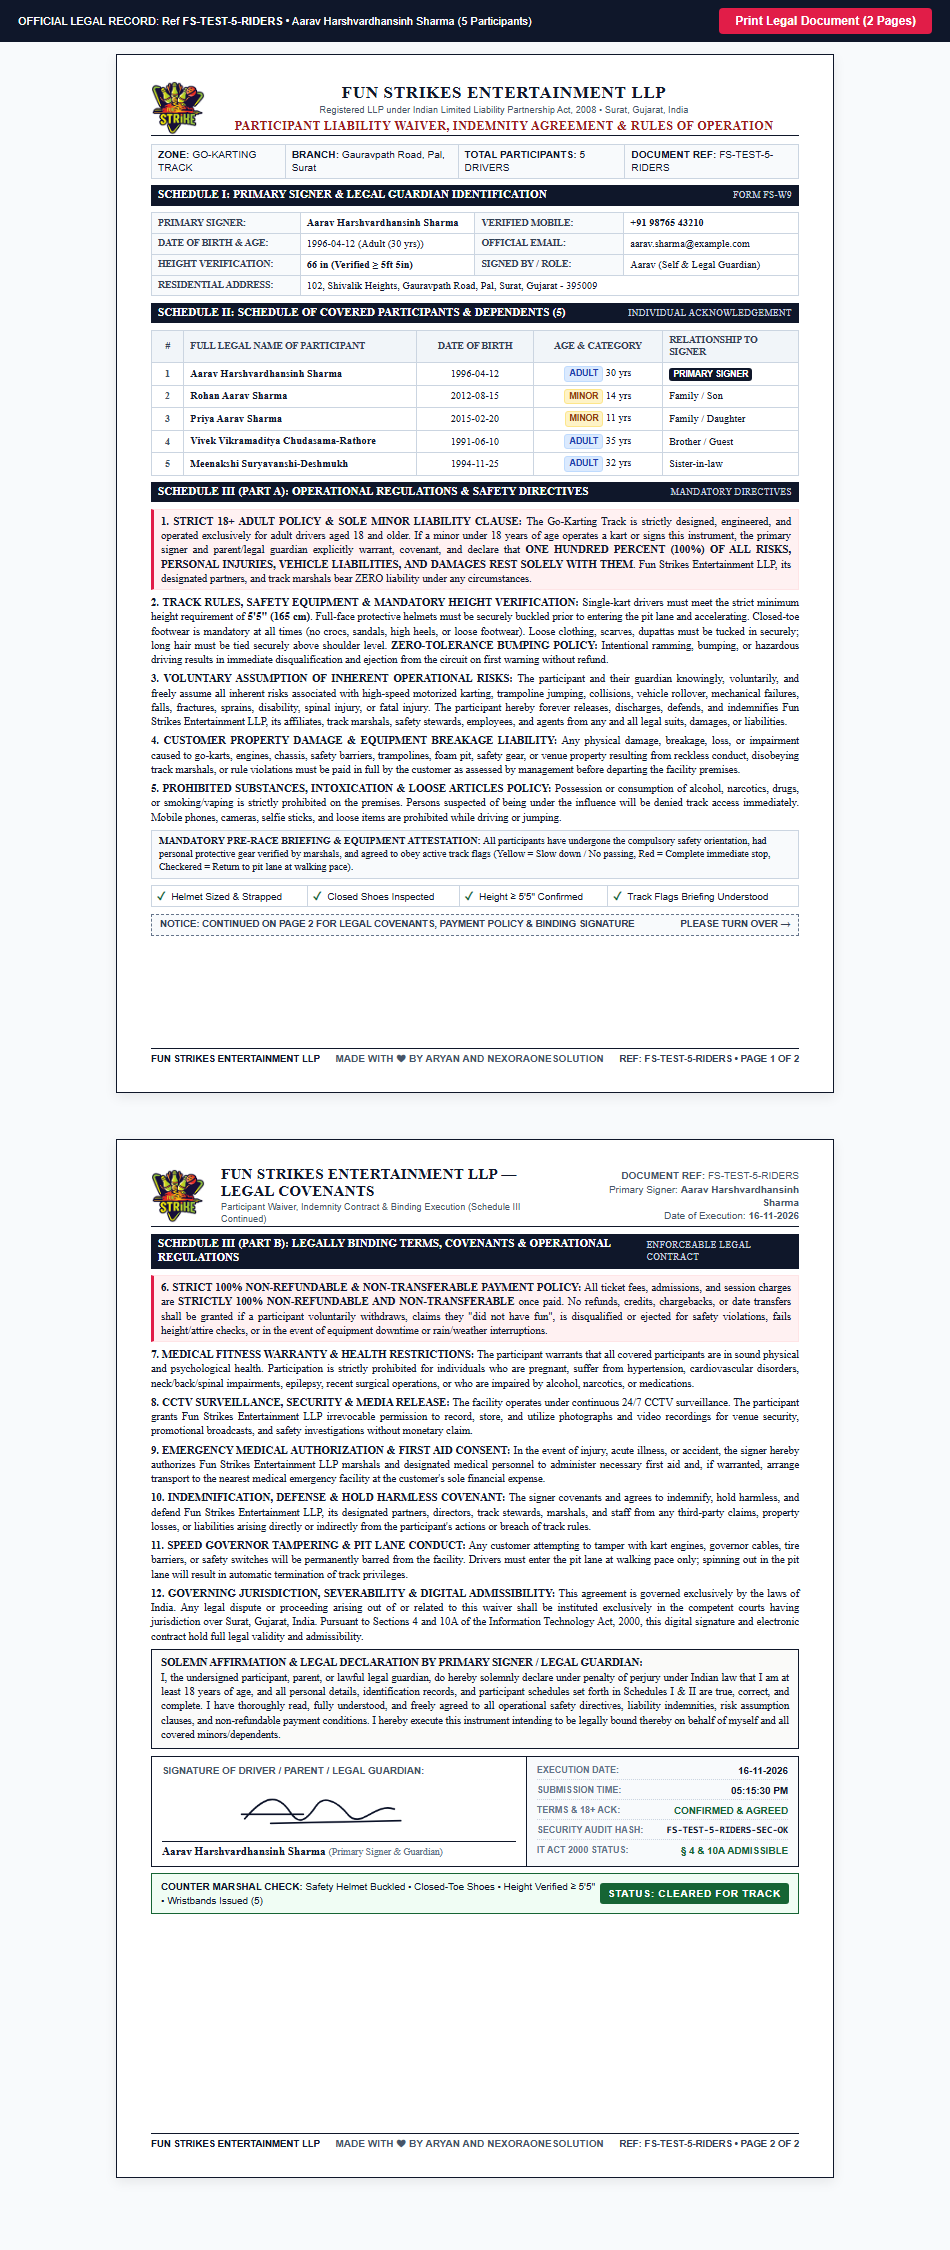 OFFICIAL LEGAL RECORD: Ref FS-TEST-5-RIDERS • Aarav Harshvardhansinh Sharma (5 Participants)
Print Legal Document (2 Pages)
STRIKE
FUN STRIKES ENTERTAINMENT LLP
Registered LLP under Indian Limited Liability Partnership Act, 2008 • Surat, Gujarat, India
PARTICIPANT LIABILITY WAIVER, INDEMNITY AGREEMENT & RULES OF OPERATION
ZONE: GO-KARTING TRACK
BRANCH: Gauravpath Road, Pal, Surat
TOTAL PARTICIPANTS: 5 DRIVERS
DOCUMENT REF: FS-TEST-5-RIDERS
SCHEDULE I: PRIMARY SIGNER & LEGAL GUARDIAN IDENTIFICATION FORM FS-W9
PRIMARY SIGNER: Aarav Harshvardhansinh Sharma VERIFIED MOBILE: +91 98765 43210
DATE OF BIRTH & AGE: 1996-04-12 (Adult (30 yrs)) OFFICIAL EMAIL: aarav.sharma@example.com
HEIGHT VERIFICATION: 66 in (Verified ≥ 5ft 5in) SIGNED BY / ROLE: Aarav (Self & Legal Guardian)
RESIDENTIAL ADDRESS: 102, Shivalik Heights, Gauravpath Road, Pal, Surat, Gujarat - 395009
SCHEDULE II: SCHEDULE OF COVERED PARTICIPANTS & DEPENDENTS (5) INDIVIDUAL ACKNOWLEDGEMENT
# FULL LEGAL NAME OF PARTICIPANT DATE OF BIRTH AGE & CATEGORY RELATIONSHIP TO SIGNER
1 Aarav Harshvardhansinh Sharma 1996-04-12 ADULT 30 yrs PRIMARY SIGNER
2 Rohan Aarav Sharma 2012-08-15 MINOR 14 yrs Family / Son
3 Priya Aarav Sharma 2015-02-20 MINOR 11 yrs Family / Daughter
4 Vivek Vikramaditya Chudasama-Rathore 1991-06-10 ADULT 35 yrs Brother / Guest
5 Meenakshi Suryavanshi-Deshmukh 1994-11-25 ADULT 32 yrs Sister-in-law
SCHEDULE III (PART A): OPERATIONAL REGULATIONS & SAFETY DIRECTIVES MANDATORY DIRECTIVES
1. STRICT 18+ ADULT POLICY & SOLE MINOR LIABILITY CLAUSE: The Go-Karting Track is strictly designed, engineered, and
operated exclusively for adult drivers aged 18 and older. If a minor under 18 years of age operates a kart or signs this instrument, the primary
signer and parent/legal guardian explicitly warrant, covenant, and declare that ONE HUNDRED PERCENT (100%) OF ALL RISKS,
PERSONAL INJURIES, VEHICLE LIABILITIES, AND DAMAGES REST SOLELY WITH THEM. Fun Strikes Entertainment LLP, its
designated partners, and track marshals bear ZERO liability under any circumstances.
2. TRACK RULES, SAFETY EQUIPMENT & MANDATORY HEIGHT VERIFICATION: Single-kart drivers must meet the strict minimum
height requirement of 5'5" (165 cm). Full-face protective helmets must be securely buckled prior to entering the pit lane and accelerating. Closed-toe
footwear is mandatory at all times (no crocs, sandals, high heels, or loose footwear). Loose clothing, scarves, dupattas must be tucked in securely;
long hair must be tied securely above shoulder level. ZERO-TOLERANCE BUMPING POLICY: Intentional ramming, bumping, or hazardous
driving results in immediate disqualification and ejection from the circuit on first warning without refund.
3. VOLUNTARY ASSUMPTION OF INHERENT OPERATIONAL RISKS: The participant and their guardian knowingly, voluntarily, and
freely assume all inherent risks associated with high-speed motorized karting, trampoline jumping, collisions, vehicle rollover, mechanical failures,
falls, fractures, sprains, disability, spinal injury, or fatal injury. The participant hereby forever releases, discharges, defends, and indemnifies Fun
Strikes Entertainment LLP, its affiliates, track marshals, safety stewards, employees, and agents from any and all legal suits, damages, or liabilities.
4. CUSTOMER PROPERTY DAMAGE & EQUIPMENT BREAKAGE LIABILITY: Any physical damage, breakage, loss, or impairment
caused to go-karts, engines, chassis, safety barriers, trampolines, foam pit, safety gear, or venue property resulting from reckless conduct, disobeying
track marshals, or rule violations must be paid in full by the customer as assessed by management before departing the facility premises.
5. PROHIBITED SUBSTANCES, INTOXICATION & LOOSE ARTICLES POLICY: Possession or consumption of alcohol, narcotics, drugs,
or smoking/vaping is strictly prohibited on the premises. Persons suspected of being under the influence will be denied track access immediately.
Mobile phones, cameras, selfie sticks, and loose items are prohibited while driving or jumping.
MANDATORY PRE-RACE BRIEFING & EQUIPMENT ATTESTATION: All participants have undergone the compulsory safety orientation, had
personal protective gear verified by marshals, and agreed to obey active track flags (Yellow = Slow down / No passing, Red = Complete immediate stop,
Checkered = Return to pit lane at walking pace).
✓ Helmet Sized & Strapped ✓ Closed Shoes Inspected ✓ Height ≥ 5'5" Confirmed ✓ Track Flags Briefing Understood
NOTICE: CONTINUED ON PAGE 2 FOR LEGAL COVENANTS, PAYMENT POLICY & BINDING SIGNATURE PLEASE TURN OVER →
FUN STRIKES ENTERTAINMENT LLP MADE WITH ❤ BY ARYAN AND NEXORAONESOLUTION REF: FS-TEST-5-RIDERS • PAGE 1 OF 2
STRIKE
FUN STRIKES ENTERTAINMENT LLP —
LEGAL COVENANTS
Participant Waiver, Indemnity Contract & Binding Execution (Schedule III
Continued)
DOCUMENT REF: FS-TEST-5-RIDERS
Primary Signer: Aarav Harshvardhansinh
Sharma
Date of Execution: 16-11-2026
SCHEDULE III (PART B): LEGALLY BINDING TERMS, COVENANTS & OPERATIONAL
REGULATIONS
ENFORCEABLE LEGAL
CONTRACT
6. STRICT 100% NON-REFUNDABLE & NON-TRANSFERABLE PAYMENT POLICY: All ticket fees, admissions, and session charges
are STRICTLY 100% NON-REFUNDABLE AND NON-TRANSFERABLE once paid. No refunds, credits, chargebacks, or date transfers
shall be granted if a participant voluntarily withdraws, claims they "did not have fun", is disqualified or ejected for safety violations, fails
height/attire checks, or in the event of equipment downtime or rain/weather interruptions.
7. MEDICAL FITNESS WARRANTY & HEALTH RESTRICTIONS: The participant warrants that all covered participants are in sound physical
and psychological health. Participation is strictly prohibited for individuals who are pregnant, suffer from hypertension, cardiovascular disorders,
neck/back/spinal impairments, epilepsy, recent surgical operations, or who are impaired by alcohol, narcotics, or medications.
8. CCTV SURVEILLANCE, SECURITY & MEDIA RELEASE: The facility operates under continuous 24/7 CCTV surveillance. The participant
grants Fun Strikes Entertainment LLP irrevocable permission to record, store, and utilize photographs and video recordings for venue security,
promotional broadcasts, and safety investigations without monetary claim.
9. EMERGENCY MEDICAL AUTHORIZATION & FIRST AID CONSENT: In the event of injury, acute illness, or accident, the signer hereby
authorizes Fun Strikes Entertainment LLP marshals and designated medical personnel to administer necessary first aid and, if warranted, arrange
transport to the nearest medical emergency facility at the customer's sole financial expense.
10. INDEMNIFICATION, DEFENSE & HOLD HARMLESS COVENANT: The signer covenants and agrees to indemnify, hold harmless, and
defend Fun Strikes Entertainment LLP, its designated partners, directors, track stewards, marshals, and staff from any third-party claims, property
losses, or liabilities arising directly or indirectly from the participant's actions or breach of track rules.
11. SPEED GOVERNOR TAMPERING & PIT LANE CONDUCT: Any customer attempting to tamper with kart engines, governor cables, tire
barriers, or safety switches will be permanently barred from the facility. Drivers must enter the pit lane at walking pace only; spinning out in the pit
lane will result in automatic termination of track privileges.
12. GOVERNING JURISDICTION, SEVERABILITY & DIGITAL ADMISSIBILITY: This agreement is governed exclusively by the laws of
India. Any legal dispute or proceeding arising out of or related to this waiver shall be instituted exclusively in the competent courts having
jurisdiction over Surat, Gujarat, India. Pursuant to Sections 4 and 10A of the Information Technology Act, 2000, this digital signature and electronic
contract hold full legal validity and admissibility.
SOLEMN AFFIRMATION & LEGAL DECLARATION BY PRIMARY SIGNER / LEGAL GUARDIAN:
I, the undersigned participant, parent, or lawful legal guardian, do hereby solemnly declare under penalty of perjury under Indian law that I am at
least 18 years of age, and all personal details, identification records, and participant schedules set forth in Schedules I & II are true, correct, and
complete. I have thoroughly read, fully understood, and freely agreed to all operational safety directives, liability indemnities, risk assumption
clauses, and non-refundable payment conditions. I hereby execute this instrument intending to be legally bound thereby on behalf of myself and all
covered minors/dependents.
SIGNATURE OF DRIVER / PARENT / LEGAL GUARDIAN:
Aarav Harshvardhansinh Sharma (Primary Signer & Guardian)
EXECUTION DATE: 16-11-2026
SUBMISSION TIME: 05:15:30 PM
TERMS & 18+ ACK: CONFIRMED & AGREED
SECURITY AUDIT HASH: FS-TEST-5-RIDERS-SEC-OK
IT ACT 2000 STATUS: § 4 & 10A ADMISSIBLE
COUNTER MARSHAL CHECK: Safety Helmet Buckled • Closed-Toe Shoes • Height Verified ≥ 5'5"
• Wristbands Issued (5)
STATUS: CLEARED FOR TRACK
FUN STRIKES ENTERTAINMENT LLP MADE WITH ❤ BY ARYAN AND NEXORAONESOLUTION REF: FS-TEST-5-RIDERS • PAGE 2 OF 2